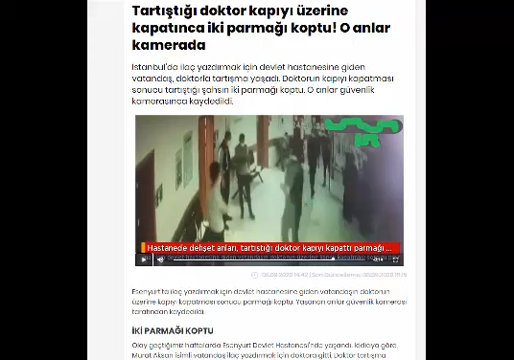 Tartıştığı doktor kapıyı üzerine
kapatınca iki parmağı koptu! O anlar
kamerada
İstanbul'da ilaç yazdırmak için devlet hastanesine giden
vatandaş, doktorla tartışma yaşadı. Doktorun kapıyı kapatması
sonucu tartıştığı şahsın iki parmağı koptu. O anlar güvenlik
kamerasınca kaydedildi.
Hastanede dehşet anları, tartıştığı doktor kapıyı kapattı parmağı ...
Esenyurt'ta ilaç yazdırmak için devlet hastanesine giden vatandaşın doktorun
üzerine kapıyı kapatması sonucu parmağı koptu. Yaşanan anlar güvenlik kamerası
tarafından kaydedildi.
İKİ PARMAĞI KOPTU
Olay geçtiğimiz haftalarda Esenyurt Devlet Hastanesi'nde yaşandı. İddiaya göre,
Murat Aksan isimli vatandaş ilaç yazdırmak için doktora gitti. Doktor tartışma